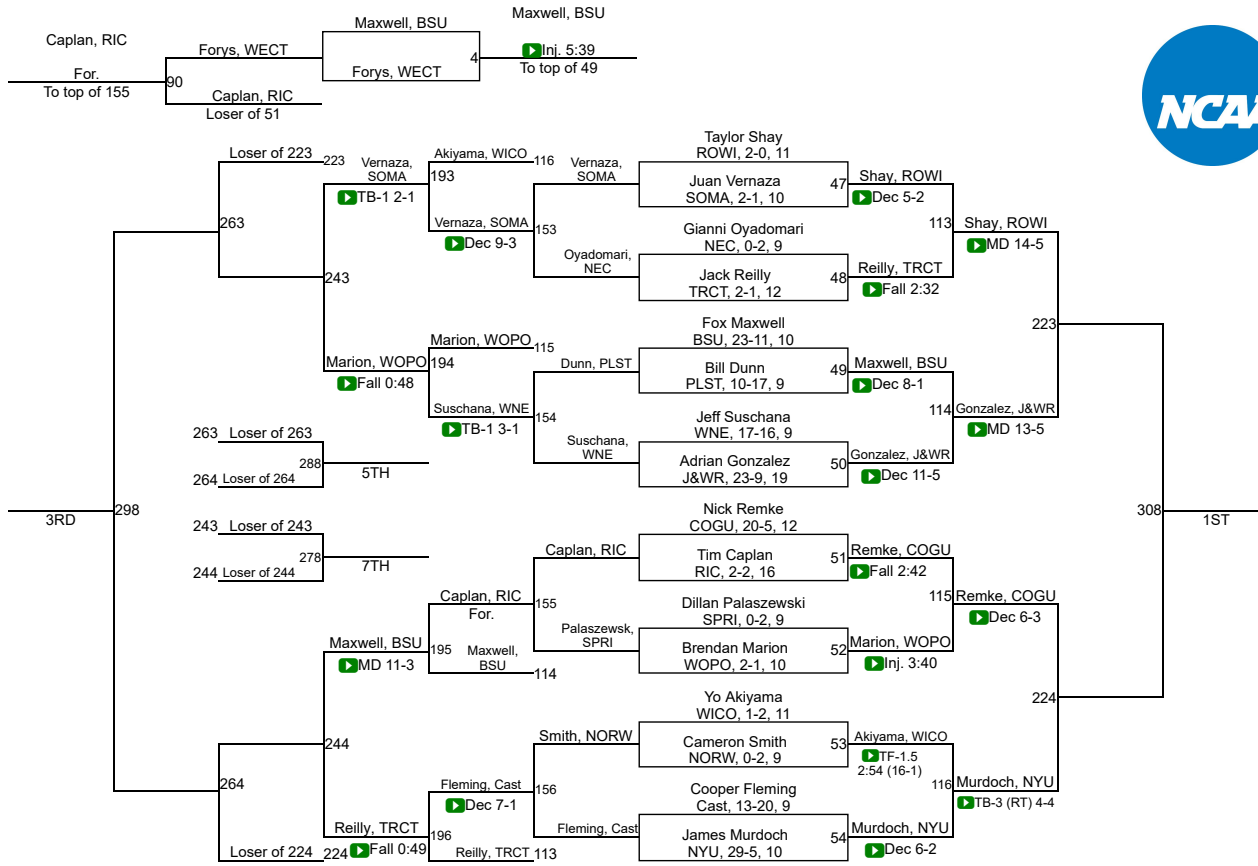 Caplan, RIC
For.
To top of 155
90
Forys, WECT
Caplan, RIC
Loser of 51
Maxwell, BSU
Forys, WECT
4
Maxwell, BSU
Inj. 5:39
To top of 49
NCAA
Loser of 223
223
Vernaza,
SOMA
TB-1 2-1
Akiyama, WICO
116
193
Vernaza, SOMA
Dec 9-3
153
Vernaza,
SOMA
Oyadomari,
NEC
Taylor Shay
ROWI, 2-0, 11
Juan Vernaza
SOMA, 2-1, 10
47
Shay, ROWI
Dec 5-2
Gianni Oyadomari
NEC, 0-2, 9
Jack Reilly
TRCT, 2-1, 12
48
Reilly, TRCT
Fall 2:32
113
Shay, ROWI
MD 14-5
263
243
223
Marion, WOPO
Fall 0:48
194
Marion, WOPO
115
Suschana, WNE
TB-1 3-1
154
Dunn, PLST
Suschana,
WNE
Fox Maxwell
BSU, 23-11, 10
Bill Dunn
PLST, 10-17, 9
49
Maxwell, BSU
Dec 8-1
Jeff Suschana
WNE, 17-16, 9
Adrian Gonzalez
J&WR, 23-9, 19
50
Gonzalez, J&WR
Dec 11-5
114
Gonzalez, J&WR
MD 13-5
263
Loser of 263
288
5TH
264
Loser of 264
3RD
298
308
1ST
243
Loser of 243
278
7TH
244
Loser of 244
Caplan, RIC
Nick Remke
COGU, 20-5, 12
Tim Caplan
RIC, 2-2, 16
51
Remke, COGU
Fall 2:42
Caplan, RIC
For.
155
Palaszewsk,
SPRI
Dillan Palaszewski
SPRI, 0-2, 9
Brendan Marion
WOPO, 2-1, 10
52
Marion, WOPO
Inj. 3:40
115
Remke, COGU
Dec 6-3
Maxwell, BSU
MD 11-3
195
Maxwell,
BSU
114
224
244
264
Smith, NORW
Yo Akiyama
WICO, 1-2, 11
Cameron Smith
NORW, 0-2, 9
53
Akiyama, WICO
TF-1.5
2:54 (16-1)
Fleming, Cast
Dec 7-1
156
Fleming, Cast
Cooper Fleming
Cast, 13-20, 9
James Murdoch
NYU, 29-5, 10
54
Murdoch, NYU
Dec 6-2
116
Murdoch, NYU
TB-3 (RT) 4-4
Reilly, TRCT
Fall 0:49
196
Reilly, TRCT
113
Loser of 224
224